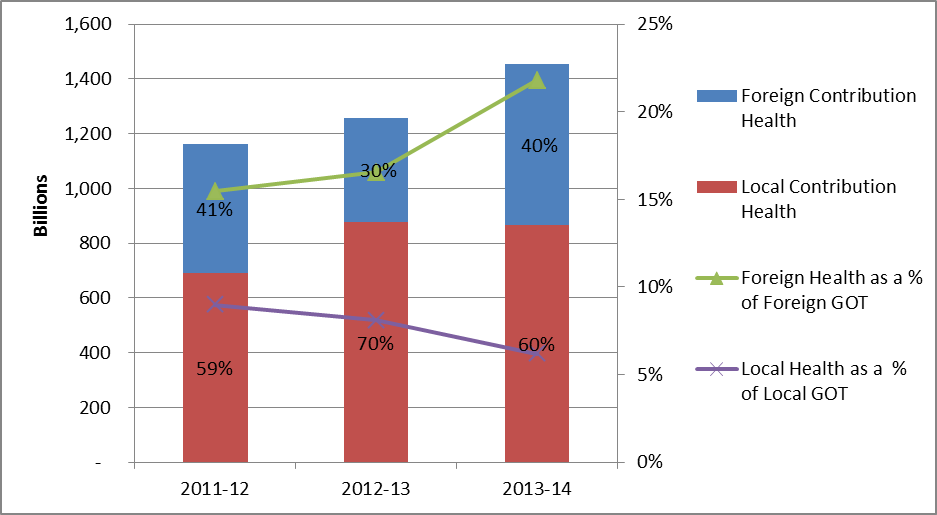 1,600
1,400
1,200
1,000
800
600
400
200
-
Billions
25%
20%
15%
10%
5%
0%
41%
59%
30%
70%
40%
60%
2011-12
2012-13
2013-14
Foreign Contribution
Health
Local Contribution
Health
Foreign Health as a %
of Foreign GOT
Local Health as a %
of Local GOT